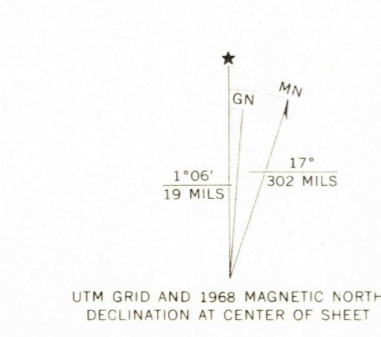 MN
GN
1°06′
19 MILS
17°
302 MILS
UTM GRID AND 1968 MAGNETIC NORTH
DECLINATION AT CENTER OF SHEET